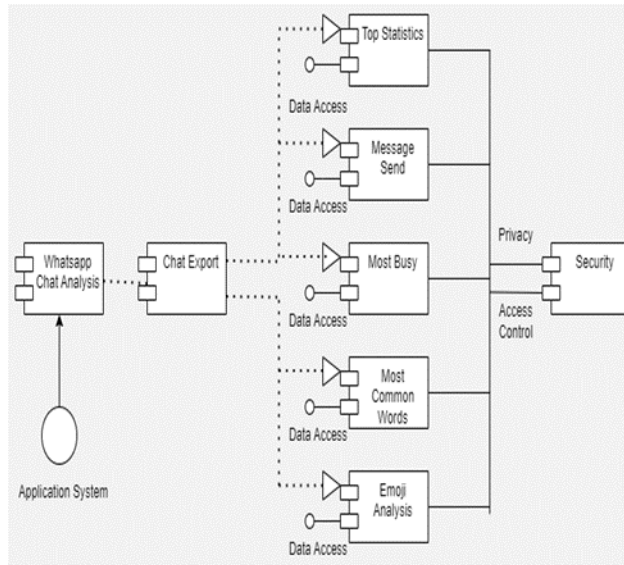 Top Statistics
Data Access
Message
Send
Data Access
Whatsapp
Chat Analysis
Chat Export
Most Busy
Privacy
Security
Data Access
Access
Control
Most
Common
Words
Data Access
Application System
Emoji
Analysis
Data Access